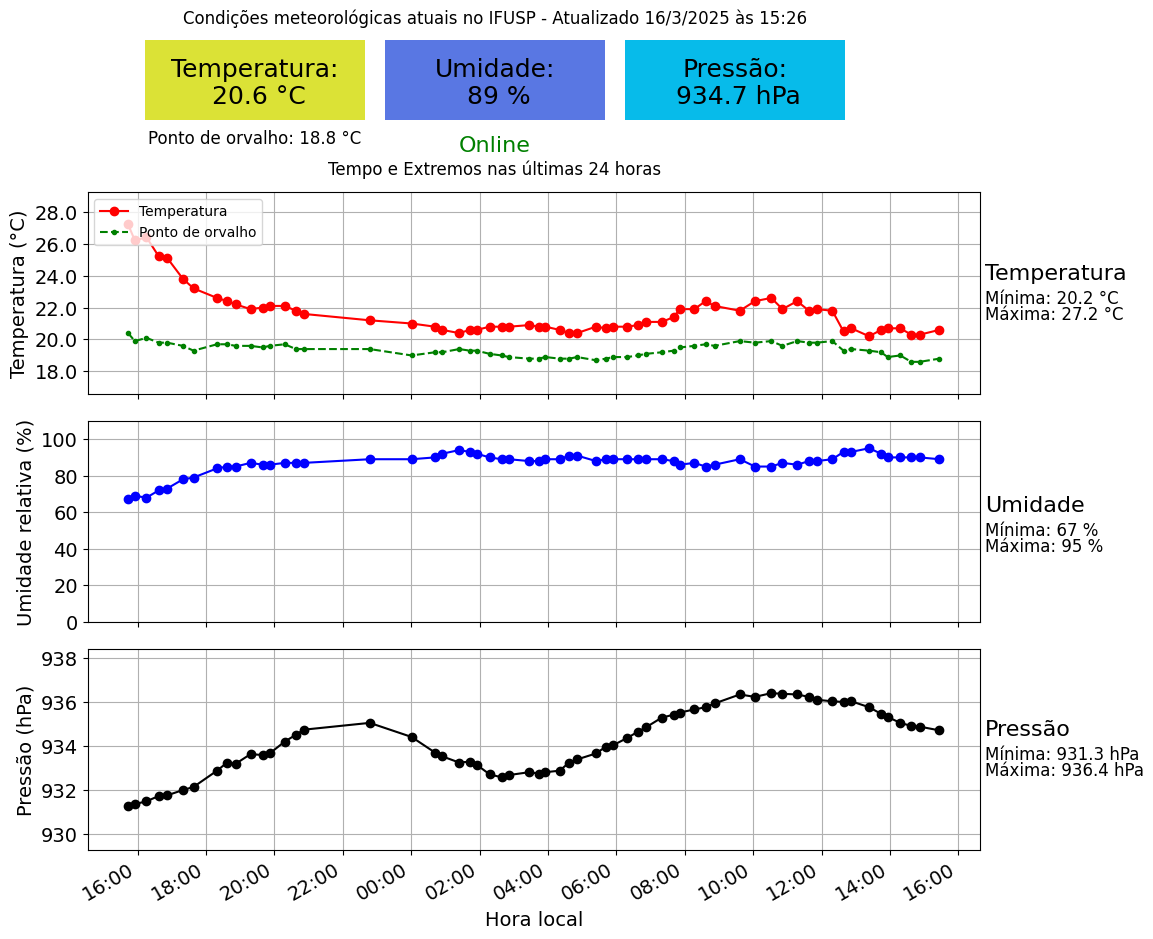 Condições meteorológicas atuais no IFUSP - Atualizado 16/3/2025 às 15:26
Temperatura:
20.6 °C
Umidade:
89 %
Pressão:
934.7 hPa
Ponto de orvalho: 18.8 °C
Online
Tempo e Extremos nas últimas 24 horas
Temperatura (°C)
28.0
26.0
24.0
22.0
20.0
18.0
Temperatura
Ponto de orvalho
Temperatura
Mínima: 20.2 °C
Máxima: 27.2 °C
Umidade relativa (%)
100
80
60
40
20
0
Umidade
Mínima: 67 %
Máxima: 95 %
Pressão (hPa)
938
936
934
932
930
Pressão
Mínima: 931.3 hPa
Máxima: 936.4 hPa
16:00 18:00 20:00 22:00 00:00 02:00 04:00 06:00 08:00 10:00 12:00 14:00 16:00
Hora local